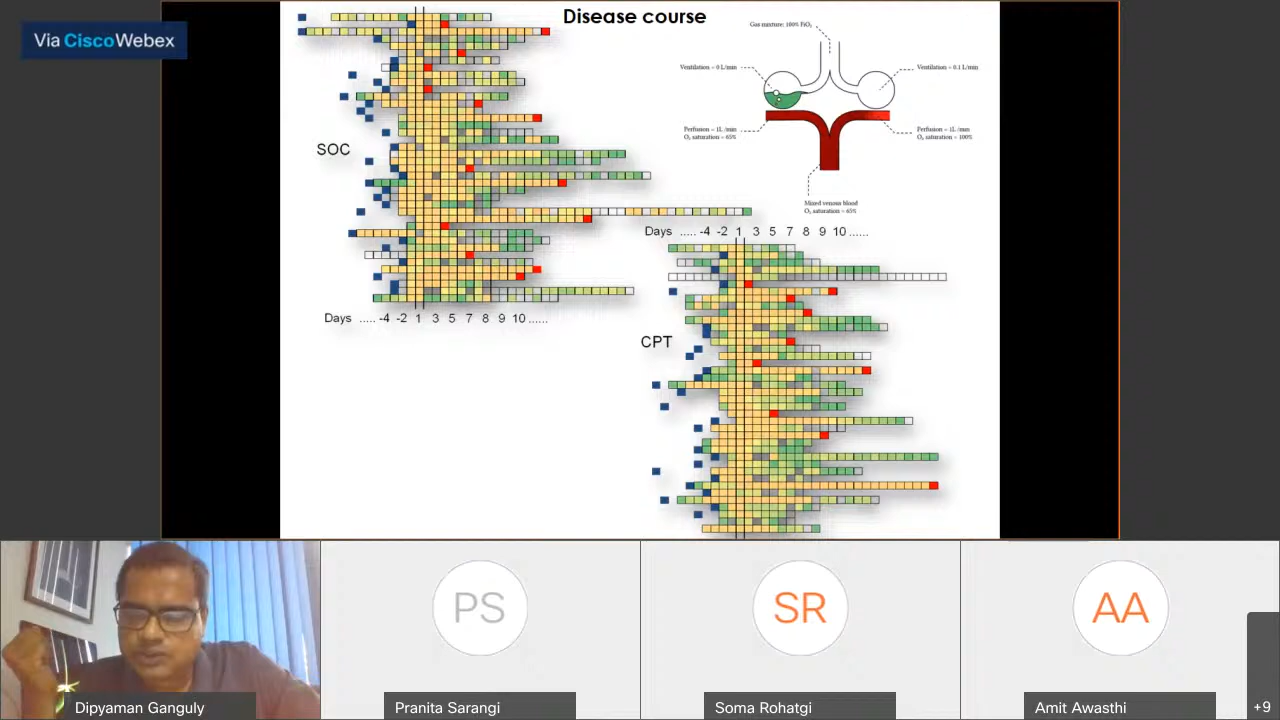 Via Cisco Webex
Disease course
Gas mixture: 100% FiO₂
Ventilation = 0 L/min
Ventilation = 0.1 L/min
Perfusion = 1L /min
O₂ saturation = 65%
Perfusion = 1L /min
O₂ saturation = 100%
SOC
Mixed venous blood
O₂ saturation = 65%
Days ..... -4 -2 1 3 5 7 8 9 10 ......
Days ..... -4 -2 1 3 5 7 8 9 10 ......
CPT
PS
SR
AA
Dipyaman Ganguly
Pranita Sarangi
Soma Rohatgi
Amit Awasthi
+9